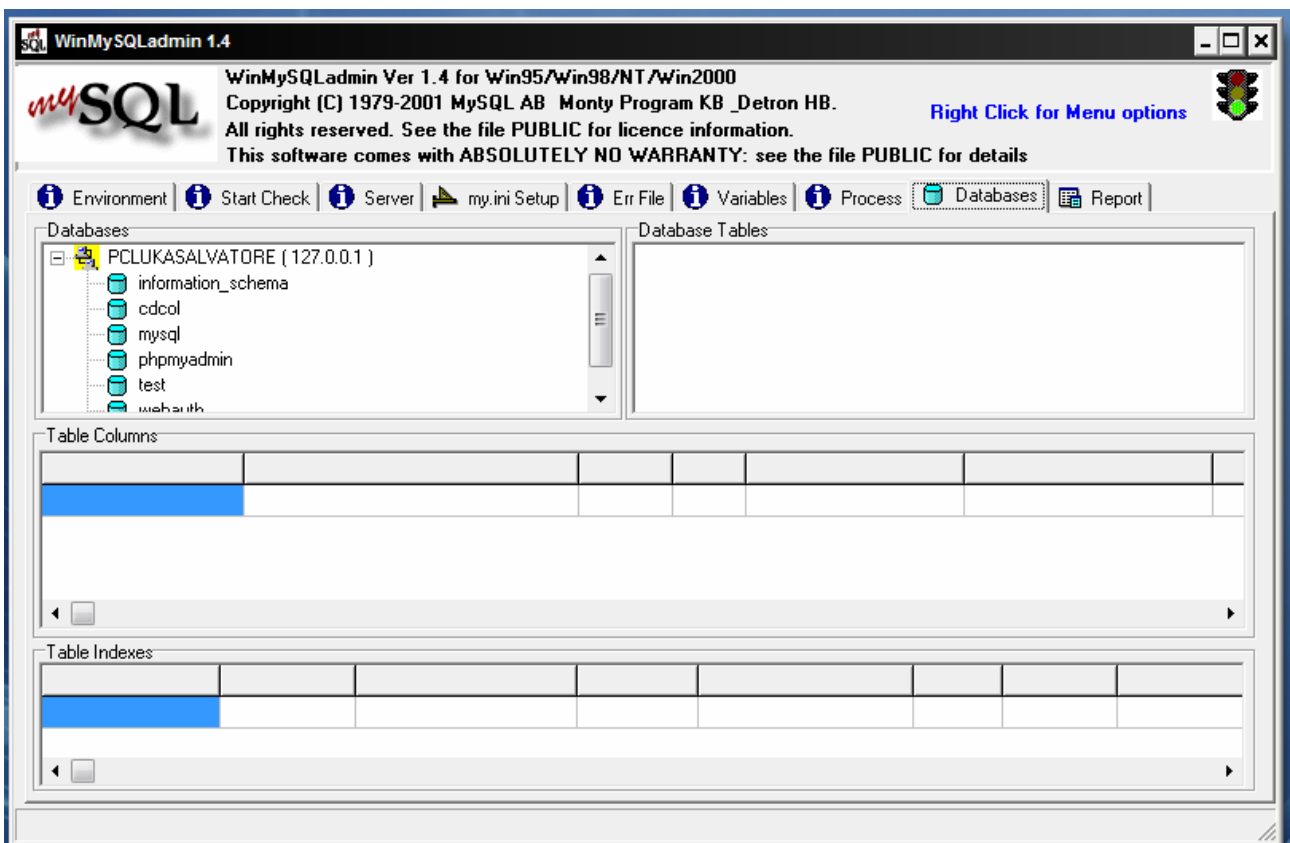 WinMySQLadmin 1.4
mySQL
WinMySQLadmin Ver 1.4 for Win95/Win98/NT/Win2000
Copyright (C) 1979-2001 MySQL AB  Monty Program KB _Detron HB.
All rights reserved. See the file PUBLIC for licence information.
This software comes with ABSOLUTELY NO WARRANTY: see the file PUBLIC for details
Right Click for Menu options
Environment Start Check Server my.ini Setup Err File Variables Process Databases Report
Databases
PCLUKASALVATORE ( 127.0.0.1 )
information_schema
cdcol
mysql
phpmyadmin
test
webauth
Database Tables
Table Columns
Table Indexes